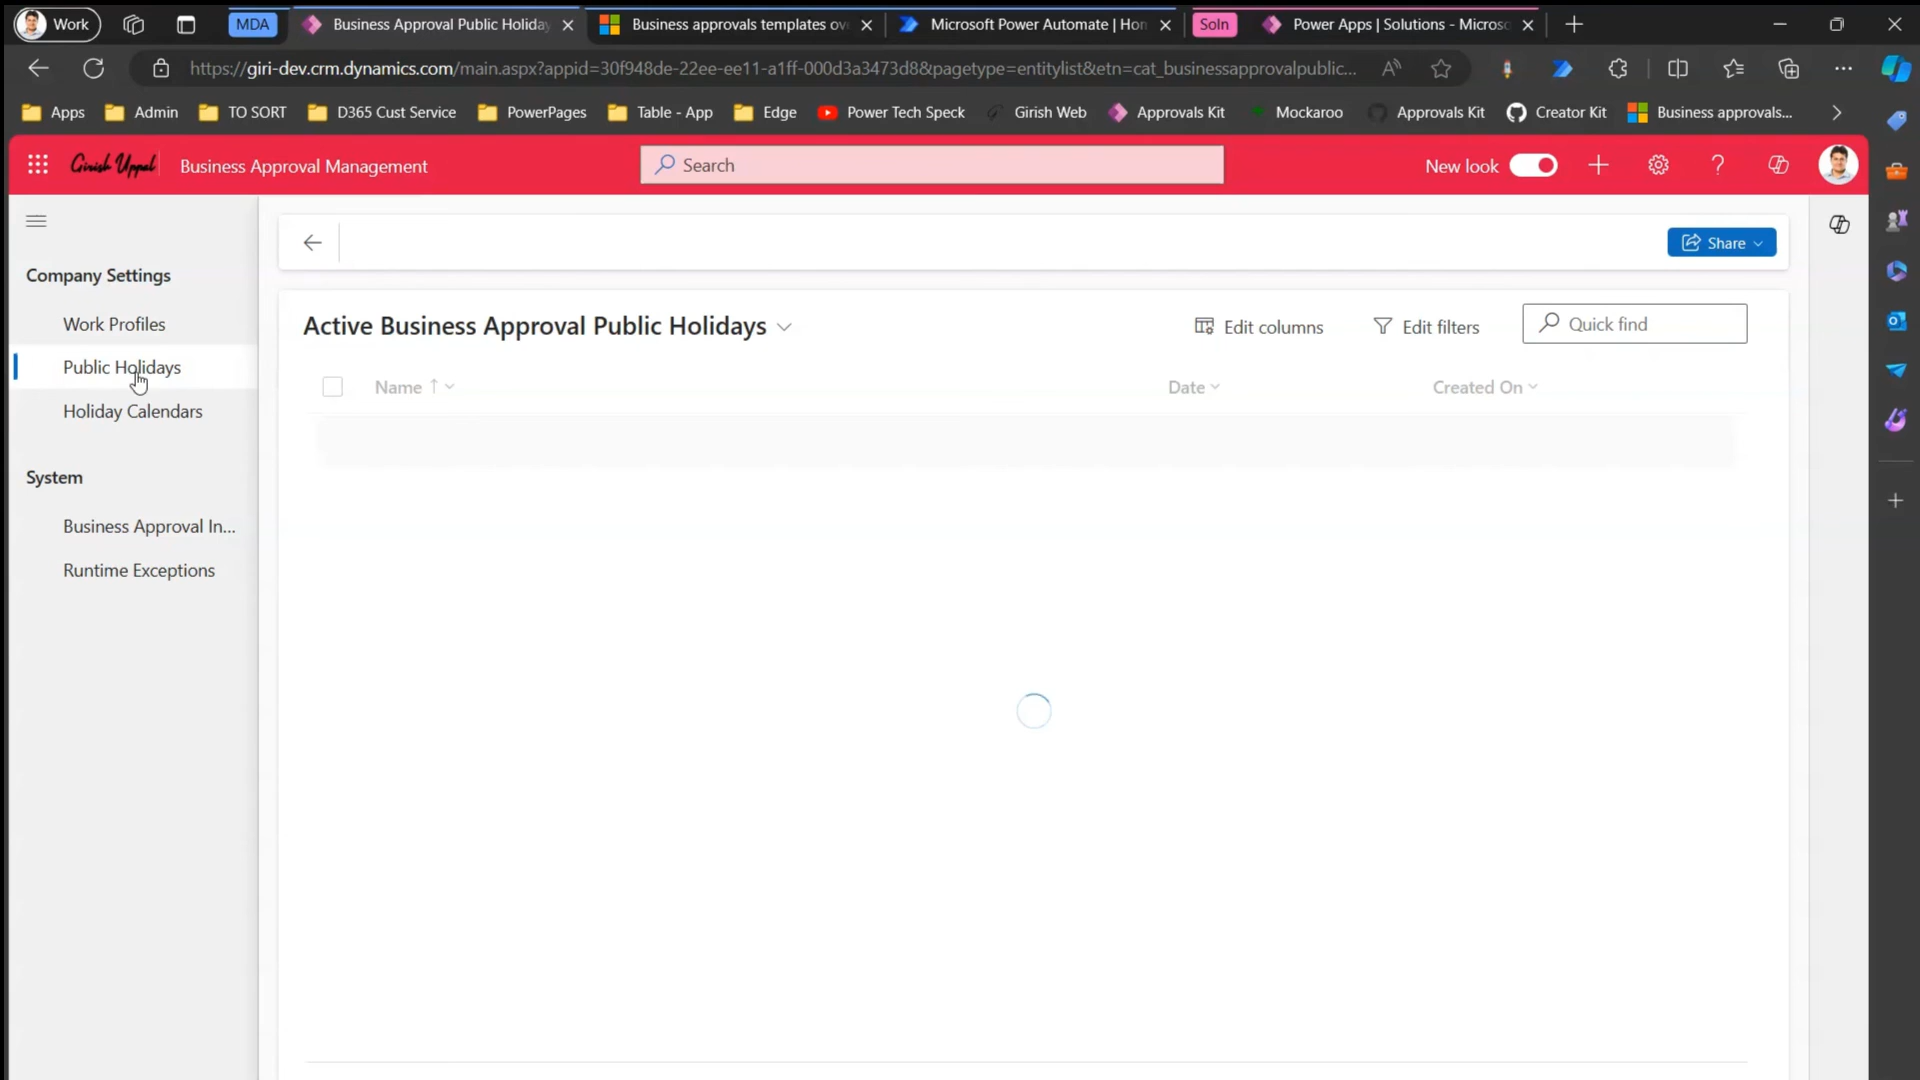 Work
MDA
Business Approval Public Holiday
Business approvals templates ov
Microsoft Power Automate | Hom
Soln
Power Apps | Solutions - Microso
https://giri-dev.crm.dynamics.com/main.aspx?appid=30f948de-22ee-ee11-a1ff-000d3a3473d8&pagetype=entitylist&etn=cat_businessapprovalpublic...
Apps
Admin
TO SORT
D365 Cust Service
PowerPages
Table - App
Edge
Power Tech Speck
Girish Web
Approvals Kit
Mockaroo
Approvals Kit
Creator Kit
Business approvals...
Girish Uppal
Business Approval Management
Search
New look
Company Settings
Work Profiles
Public Holidays
Holiday Calendars
System
Business Approval In...
Runtime Exceptions
Share
Active Business Approval Public Holidays
Edit columns
Edit filters
Quick find
Name
Date
Created On